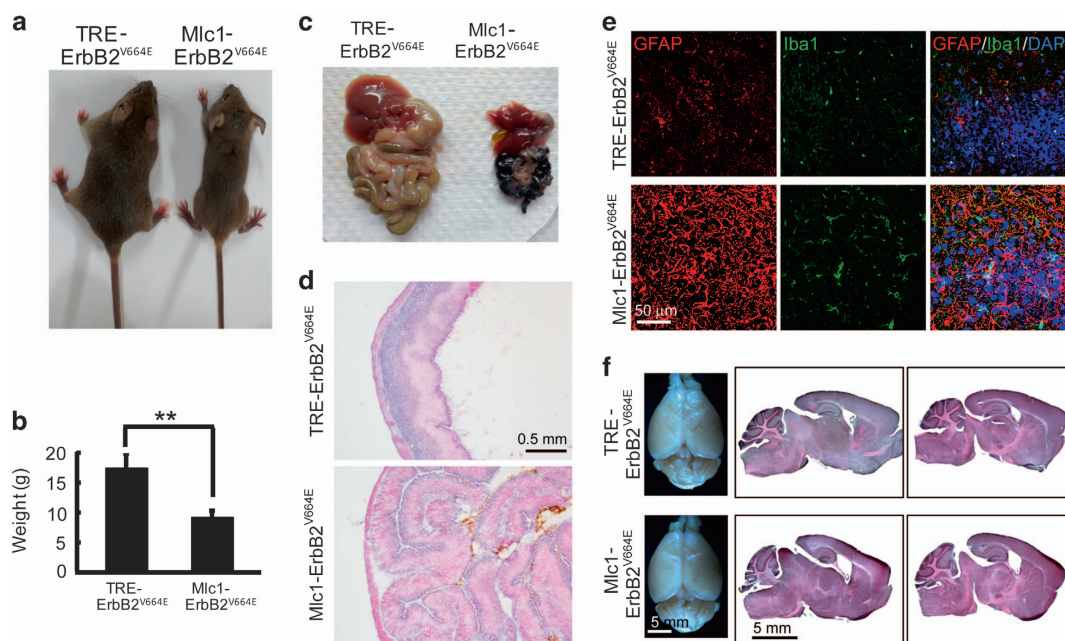 a
TRE-
ErbB2V664E
Mlc1-
ErbB2V664E
b
**
Weight (g)
20
15
10
5
0
TRE-
ErbB2V664E
Mlc1-
ErbB2V664E
c
TRE-
ErbB2V664E
Mlc1-
ErbB2V664E
d
TRE-ErbB2V664E
0.5 mm
Mlc1-ErbB2V664E
e
TRE-ErbB2V664E
GFAP
Iba1
GFAP/Iba1/DAP
Mlc1-ErbB2V664E
50 µm
f
TRE-
ErbB2V664E
Mlc1-
ErbB2V664E
5 mm
5 mm